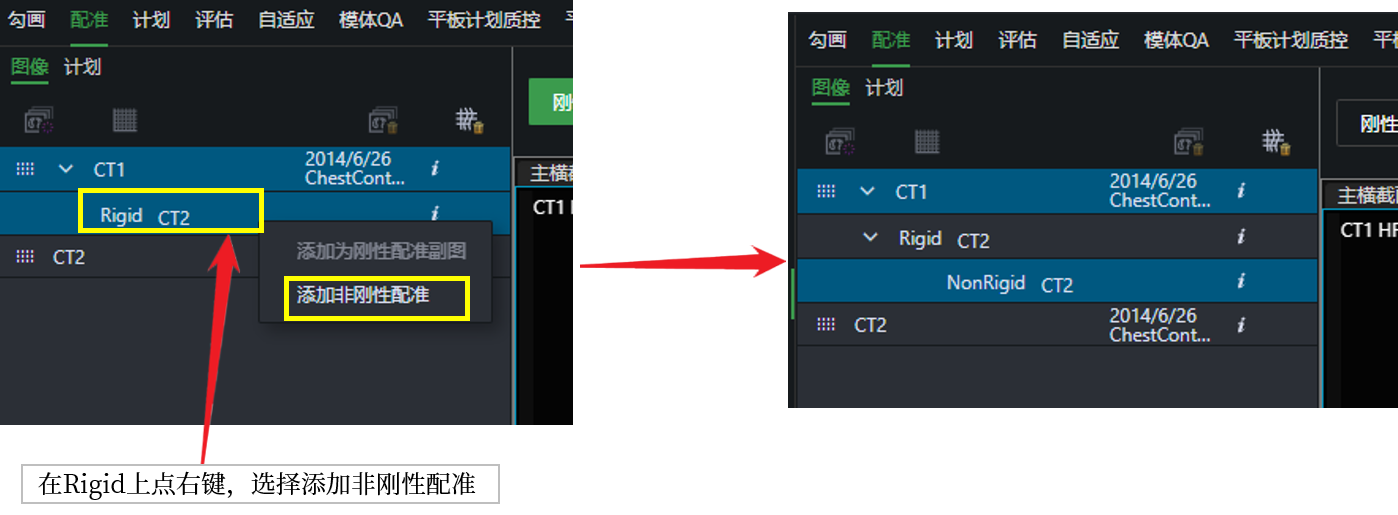 勾画 配准 计划 评估 自适应 模体QA 平板计划质控
图像 计划
刚
CT1 2014/6/26 ChestCont... i
主横
Rigid CT2 i
CT1
CT2
添加为刚性配准副图
添加非刚性配准
在Rigid上点右键，选择添加非刚性配准
勾画 配准 计划 评估 自适应 模体QA 平板计划质控 平
图像 计划
刚性
CT1 2014/6/26 ChestCont... i
主横截
CT1 HF
Rigid CT2 i
NonRigid CT2 i
CT2 2014/6/26 ChestCont... i